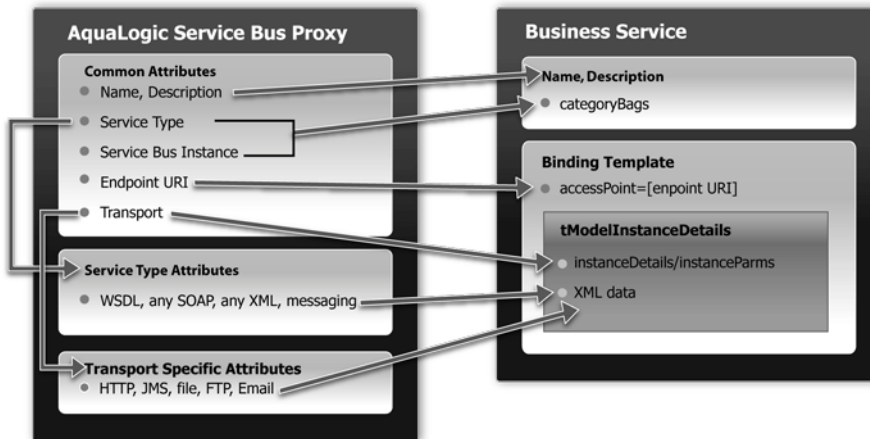 AquaLogic Service Bus Proxy
Common Attributes
Name, Description
Service Type
Service Bus Instance
Endpoint URI
Transport
Service Type Attributes
WSDL, any SOAP, any XML, messaging
Transport Specific Attributes
HTTP, JMS, file, FTP, Email
Business Service
Name, Description
categoryBags
Binding Template
accessPoint=[enpoint URI]
tModelInstanceDetails
instanceDetails/instanceParms
XML data